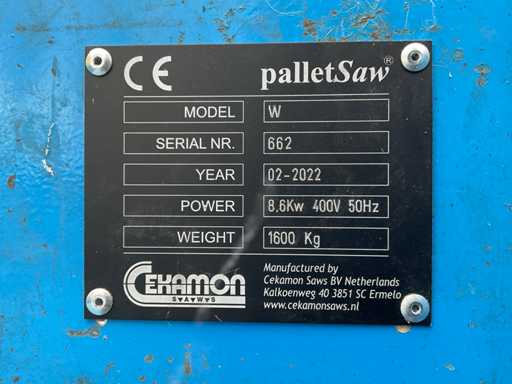 CE palletSaw®
MODEL W
SERIAL NR. 662
YEAR 02-2022
POWER 8,6Kw 400V 50Hz
WEIGHT 1600 Kg
CEKAMON
S▾A▾W▾S
Manufactured by
Cekamon Saws BV Netherlands
Kalkoenweg 40 3851 SC Ermelo
www.cekamonsaws.nl